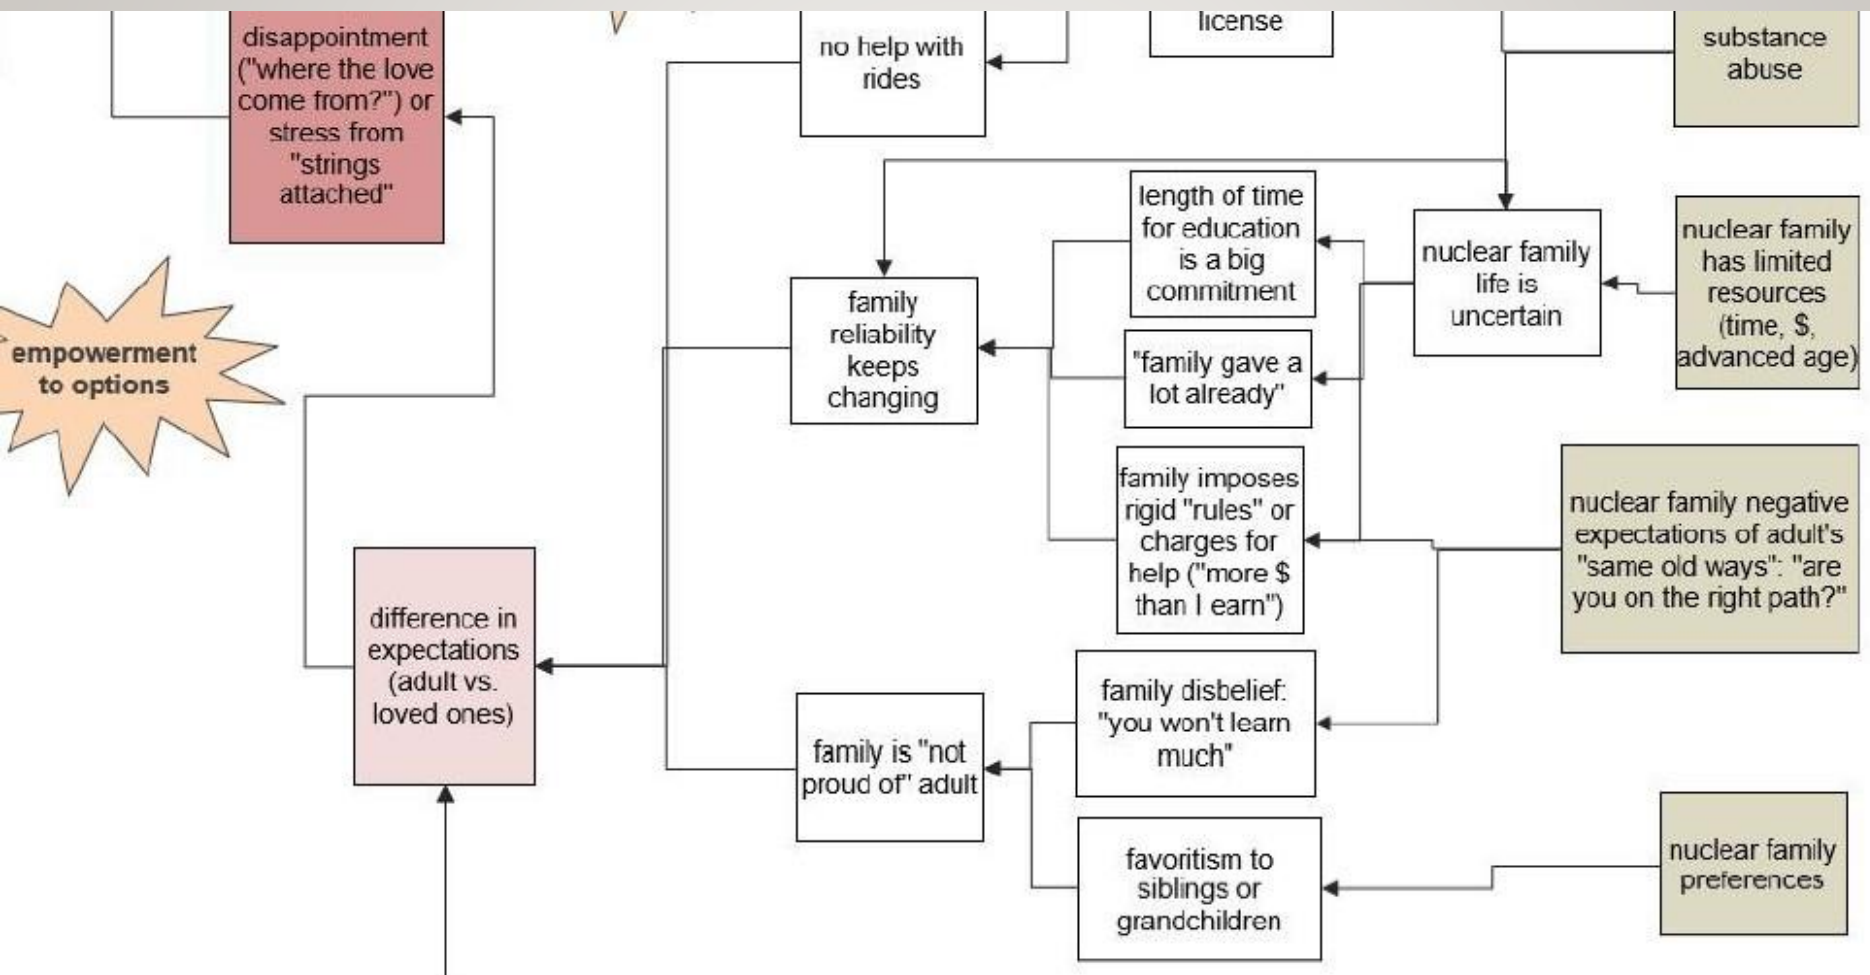 disappointment
("where the love
come from?") or
stress from
"strings
attached"
no help with
rides
license
substance
abuse
length of time
for education
is a big
commitment
nuclear family
life is
uncertain
nuclear family
has limited
resources
(time, $,
advanced age)
family
reliability
keeps
changing
"family gave a
lot already"
empowerment
to options
family imposes
rigid "rules" or
charges for
help ("more $
than I earn")
nuclear family negative
expectations of adult's
"same old ways": "are
you on the right path?"
difference in
expectations
(adult vs.
loved ones)
family disbelief:
"you won't learn
much"
family is "not
proud of" adult
favoritism to
siblings or
grandchildren
nuclear family
preferences